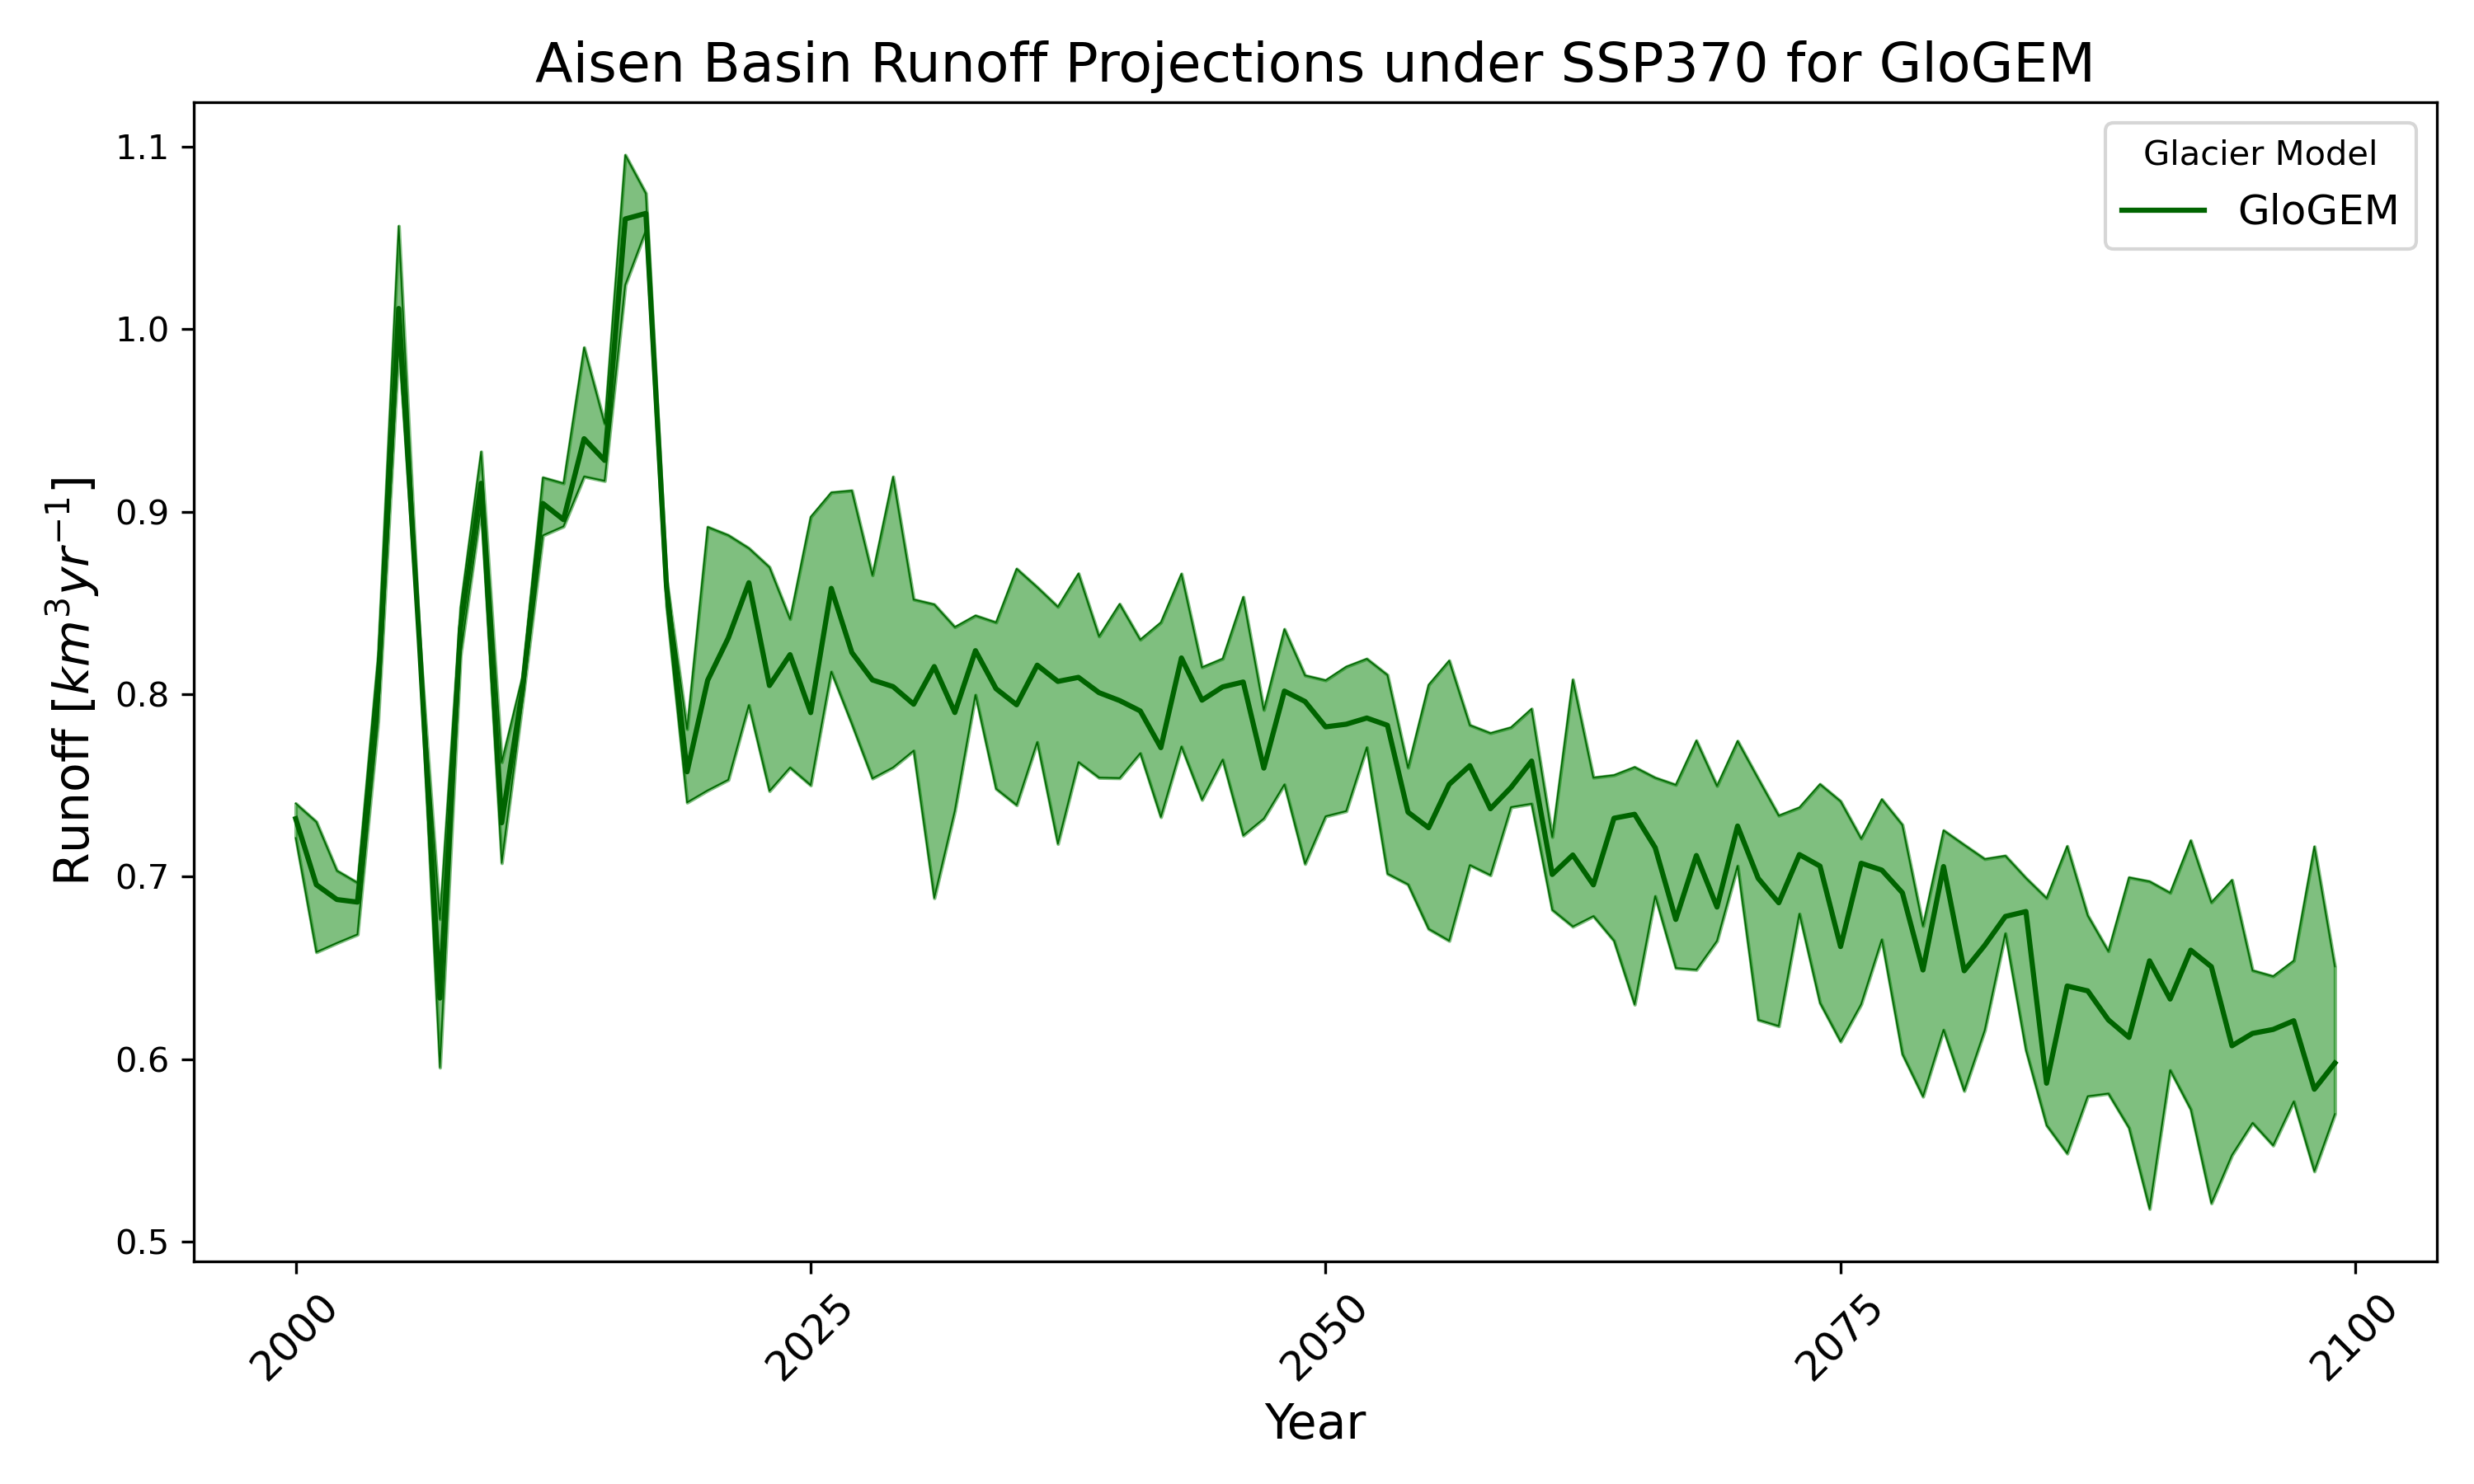 Aisen Basin Runoff Projections under SSP370 for GloGEM
Glacier Model
GloGEM
Runoff [km³yr⁻¹]
1.1
1.0
0.9
0.8
0.7
0.6
0.5
2000
2025
2050
2075
2100
Year